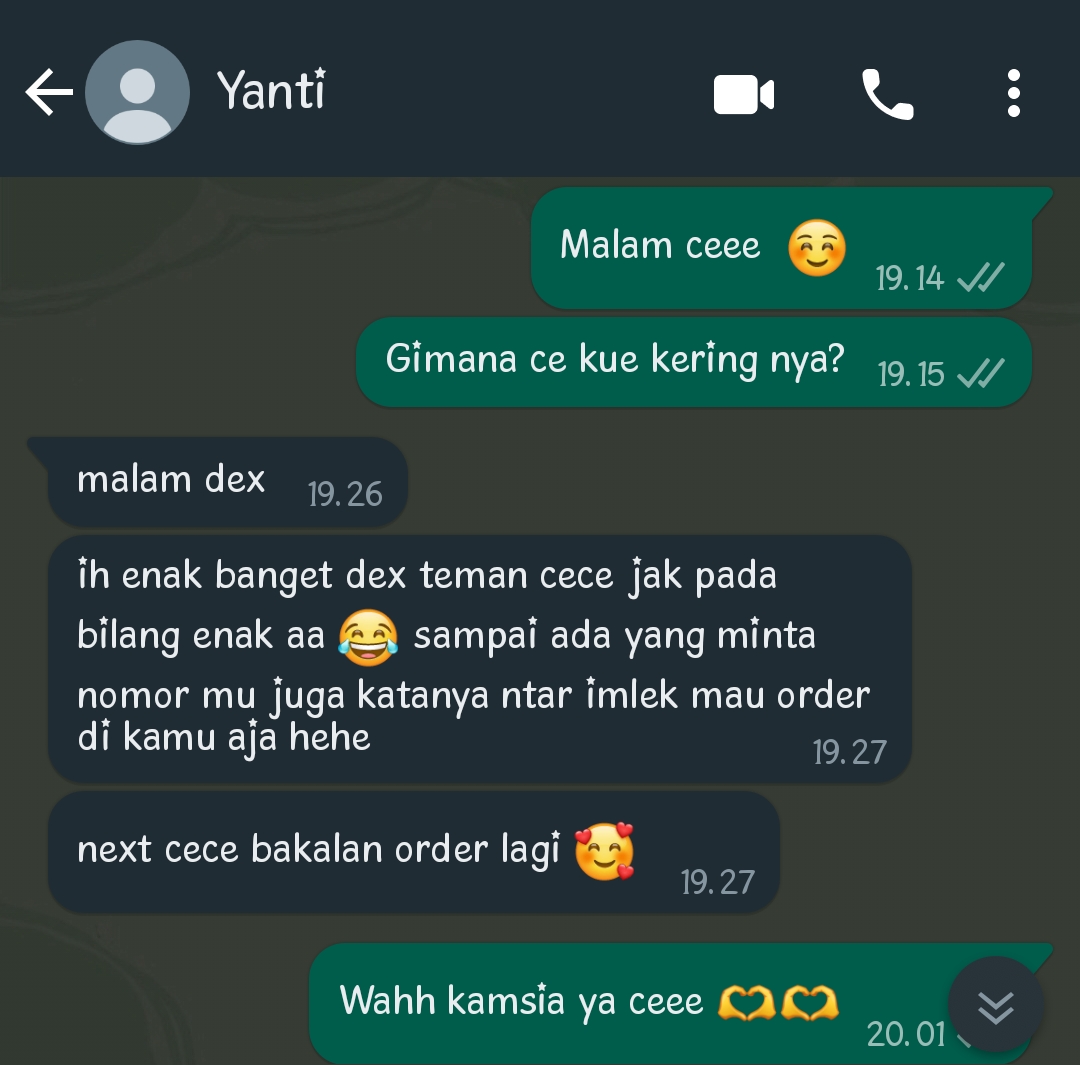 Yanti
Malam ceee ☺️ 19.14
Gimana ce kue kering nya? 19.15
malam dex 19.26
ih enak banget dex teman cece jak pada
bilang enak aa 😂 sampai ada yang minta
nomor mu juga katanya ntar imlek mau order
di kamu aja hehe 19.27
next cece bakalan order lagi 🥰 19.27
Wahh kamsia ya ceee 🫶🫶 20.01